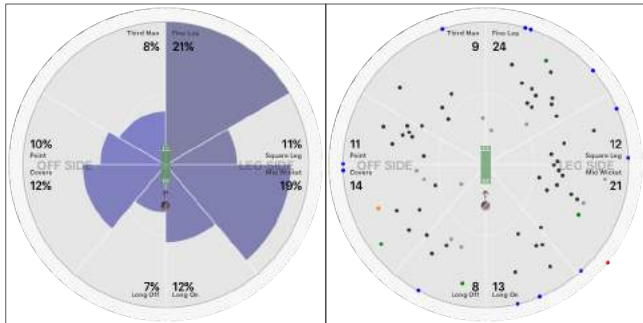 Third Man Fine Leg
8% 21%
10%
Point
OFF SIDE
Covers
12%
11%
Square Leg
LEG SIDE
Mid Wicket
19%
7% 12%
Long Off Long On
Third Man Fine Leg
9 24
11
Point
OFF SIDE
Covers
14
12
Square Leg
LEG SIDE
Mid Wicket
21
8 13
Long Off Long On